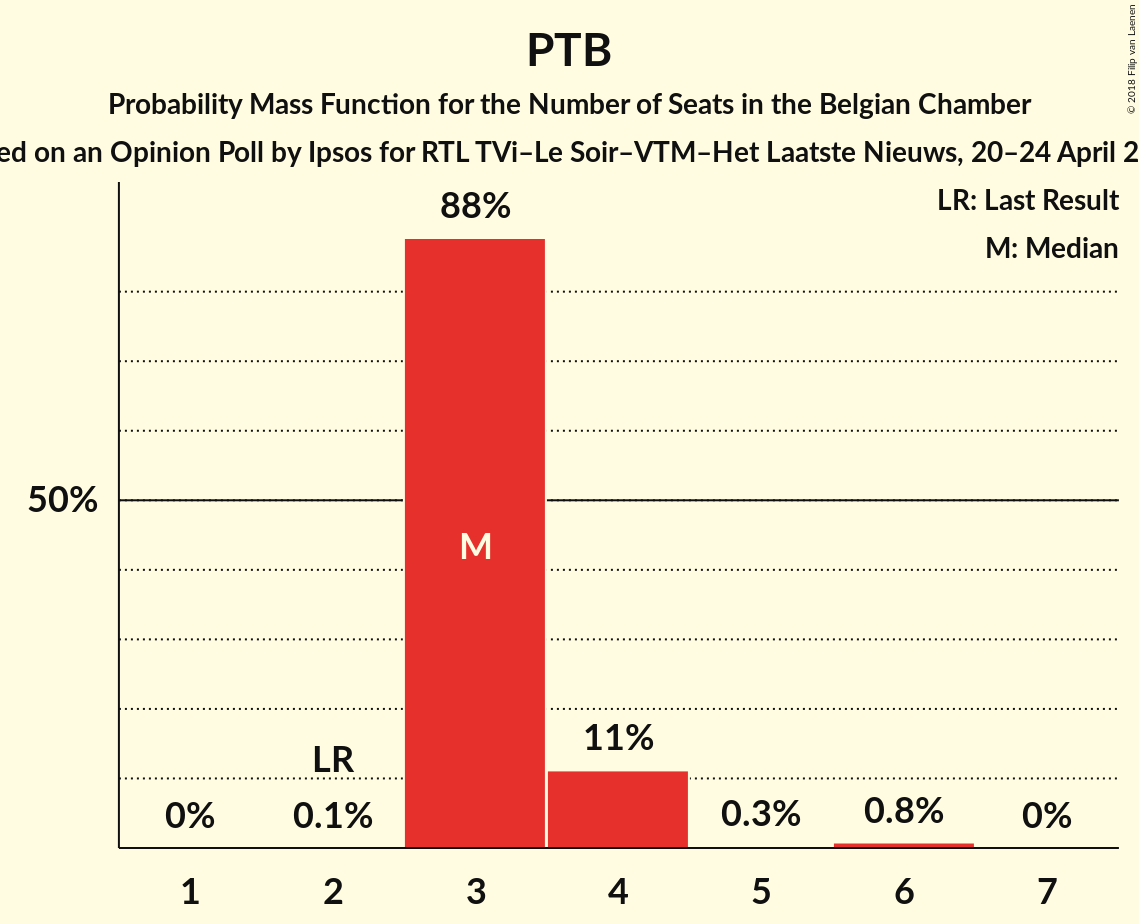 PTB
Probability Mass Function for the Number of Seats in the Belgian Chamber
ed on an Opinion Poll by Ipsos for RTL TVi–Le Soir–VTM–Het Laatste Nieuws, 20–24 April 2
LR: Last Result
M: Median
88%
50%
M
11%
LR
0%
0.1%
0.3%
0.8%
0%
1 2 3 4 5 6 7
© 2018 Filip van Laenen